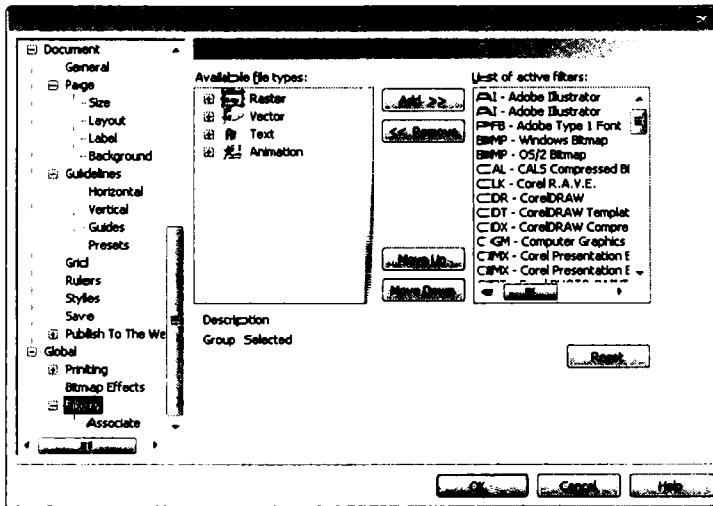 Document
General
Page
Size
Layout
Label
Background
Guidelines
Horizontal
Vertical
Guides
Presets
Grid
Rulers
Styles
Save
Publish To The We
Global
Printing
Bitmap Effects
Filters
Associate
Available file types:
Raster
Vector
Text
Animation
Description
Group Selected
Add >>
<< Remove
Move Up
Move Down
List of active filters:
AI - Adobe Illustrator
AI - Adobe Illustrator
PFB - Adobe Type 1 Font
BMP - Windows Bitmap
BMP - OS/2 Bitmap
CAL - CALS Compressed Bi
CLK - Corel R.A.V.E.
CDR - CorelDRAW
CDT - CorelDRAW Templat
CDX - CorelDRAW Compre
CGM - Computer Graphics
CMX - Corel Presentation E
CMX - Corel Presentation E
Reset
OK
Cancel
Help